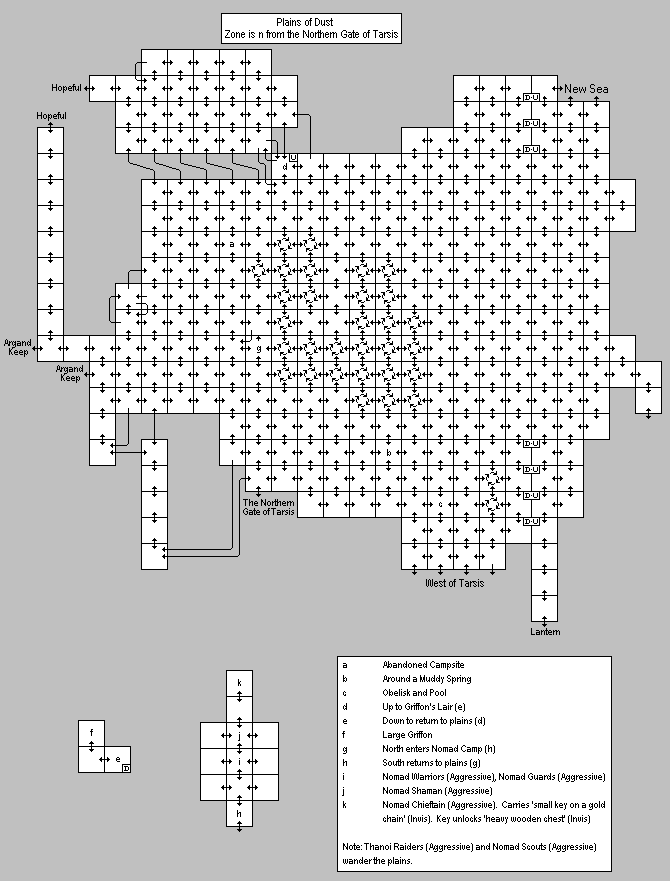 Plains of Dust
Zone is n from the Northern Gate of Tarsis
Hopeful
New Sea
D U
Hopeful
D U
D U
U
d
a
Argand
Keep
g
Argand
Keep
D U
b
D U
The Northern
Gate of Tarsis
c
D U
D U
West of Tarsis
Lantern
k
f
j
e
D
i
h
a Abandoned Campsite
b Around a Muddy Spring
c Obelisk and Pool
d Up to Griffon's Lair (e)
e Down to return to plains (d)
f Large Griffon
g North enters Nomad Camp (h)
h South returns to plains (g)
i Nomad Warriors (Aggressive), Nomad Guards (Aggressive)
j Nomad Shaman (Aggressive)
k Nomad Chieftain (Aggressive). Carries 'small key on a gold
chain' (Invis). Key unlocks 'heavy wooden chest' (Invis)
Note: Thanoi Raiders (Aggressive) and Nomad Scouts (Aggressive)
wander the plains.